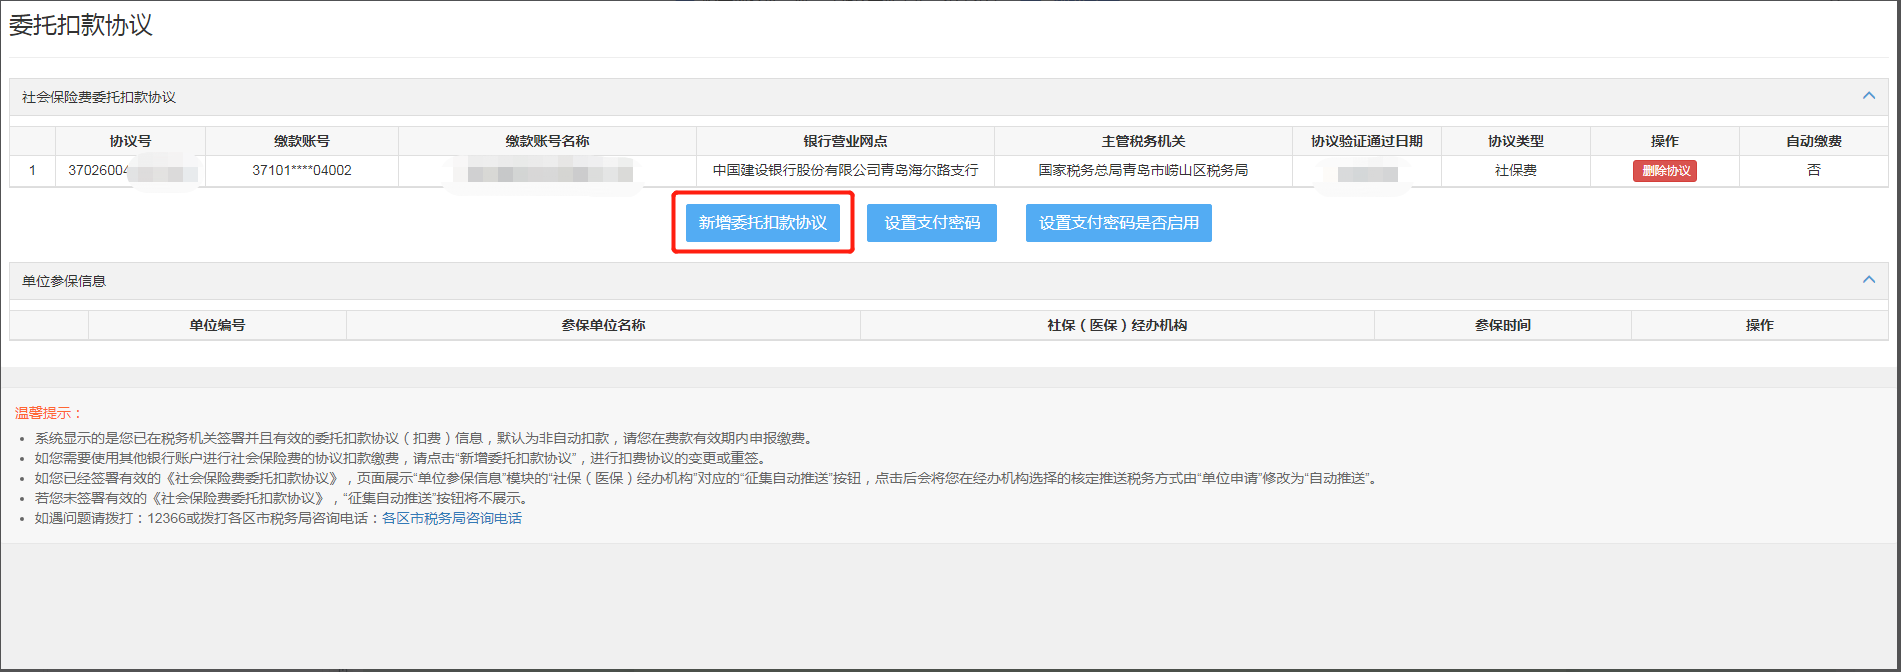 委托扣款协议
社会保险费委托扣款协议
协议号 缴款账号 缴款账号名称 银行营业网点 主管税务机关 协议验证通过日期 协议类型 操作 自动缴费
1 37026004 37101****04002 中国建设银行股份有限公司青岛海尔路支行 国家税务总局青岛市崂山区税务局 社保费 删除协议 否
新增委托扣款协议 设置支付密码 设置支付密码是否启用
单位参保信息
单位编号 参保单位名称 社保（医保）经办机构 参保时间 操作
温馨提示：
• 系统显示的是您已在税务机关签署并且有效的委托扣款协议（扣费）信息，默认为非自动扣款，请您在费款有效期内申报缴费。
• 如您需要使用其他银行账户进行社会保险费的协议扣款缴费，请点击“新增委托扣款协议”，进行扣费协议的变更或重签。
• 如您已经签署有效的《社会保险费委托扣款协议》，页面展示“单位参保信息”模块的“社保（医保）经办机构”对应的“征集自动推送”按钮，点击后会将您在经办机构选择的核定推送税务方式由“单位申请”修改为“自动推送”。
• 若您未签署有效的《社会保险费委托扣款协议》，“征集自动推送”按钮将不展示。
• 如遇问题请拨打：12366或拨打各区市税务局咨询电话：各区市税务局咨询电话